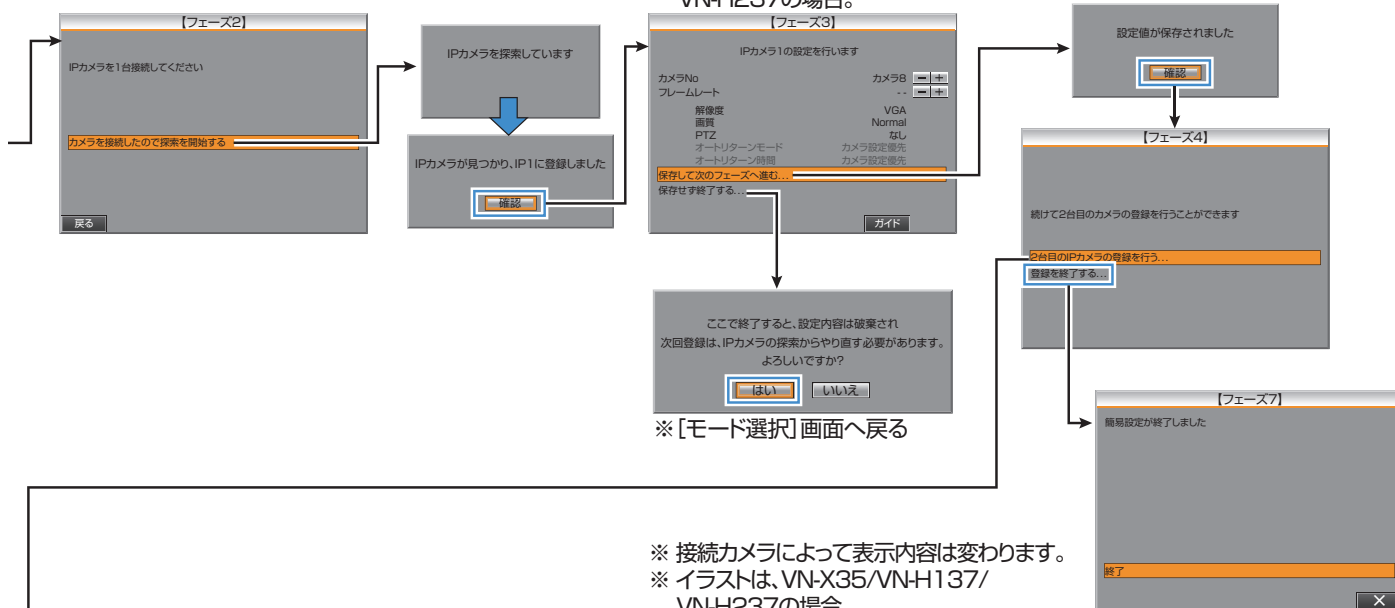 VN-H237の場合。
【フェーズ2】
IPカメラを1台接続してください
カメラを接続したので探索を開始する
戻る
IPカメラを探索しています
IPカメラが見つかり、IP1に登録しました
確認
【フェーズ3】
IPカメラ1の設定を行います
カメラNo カメラ8 － ＋
フレームレート - - － ＋
解像度 VGA
画質 Normal
PTZ なし
オートリターンモード カメラ設定優先
オートリターン時間 カメラ設定優先
保存して次のフェーズへ進む...
保存せず終了する...
ガイド
ここで終了すると、設定内容は破棄され
次回登録は、IPカメラの探索からやり直す必要があります。
よろしいですか?
はい いいえ
※[モード選択]画面へ戻る
設定値が保存されました
確認
【フェーズ4】
続けて2台目のカメラの登録を行うことができます
2台目のIPカメラの登録を行う...
登録を終了する...
【フェーズ7】
簡易設定が終了しました
終了
×
※ 接続カメラによって表示内容は変わります。
※ イラストは、VN-X35/VN-H137/
VN-H237の場合